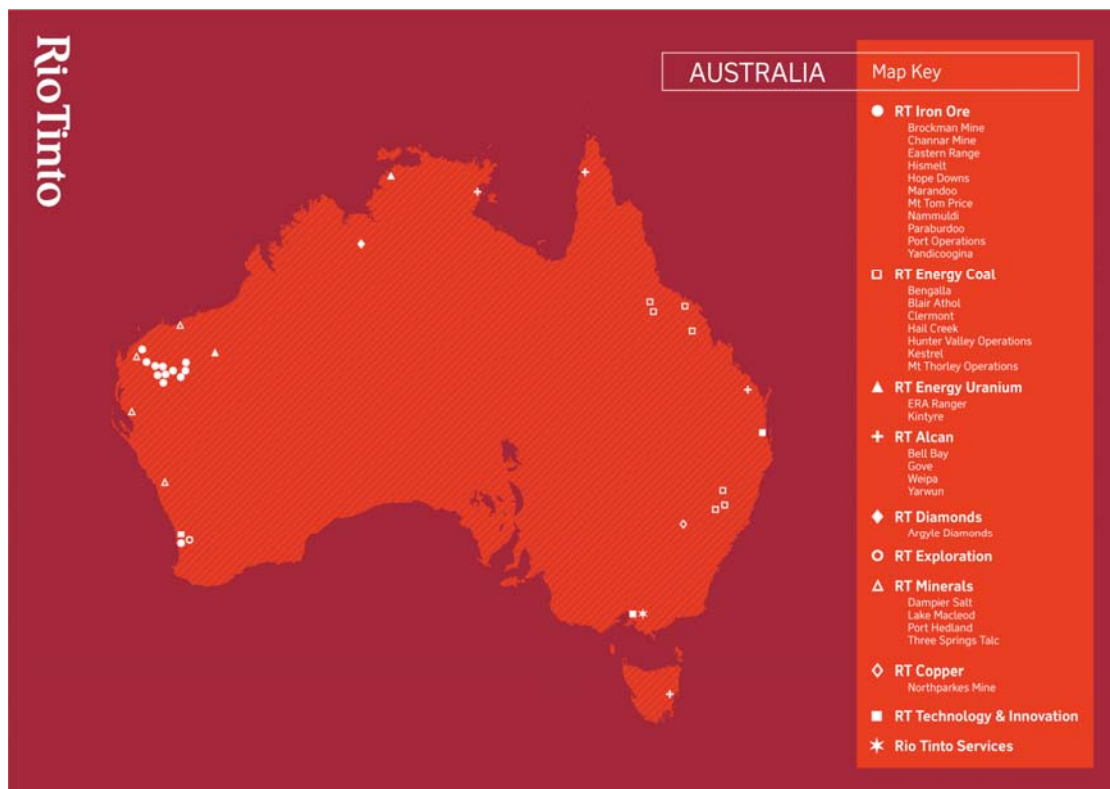 RioTinto
AUSTRALIA
Map Key
RT Iron Ore
Brockman Mine
Channar Mine
Eastern Range
Hismelt
Hope Downs
Marandoo
Mt Tom Price
Nammuldi
Paraburdoo
Port Operations
Yandicoogina
RT Energy Coal
Bengalla
Blair Athol
Clermont
Hail Creek
Hunter Valley Operations
Kestrel
Mt Thorley Operations
RT Energy Uranium
ERA Ranger
Kintyre
RT Alcan
Bell Bay
Gove
Weipa
Yarwun
RT Diamonds
Argyle Diamonds
RT Exploration
RT Minerals
Dampier Salt
Lake Macleod
Port Hedland
Three Springs Talc
RT Copper
Northparkes Mine
RT Technology & Innovation
Rio Tinto Services